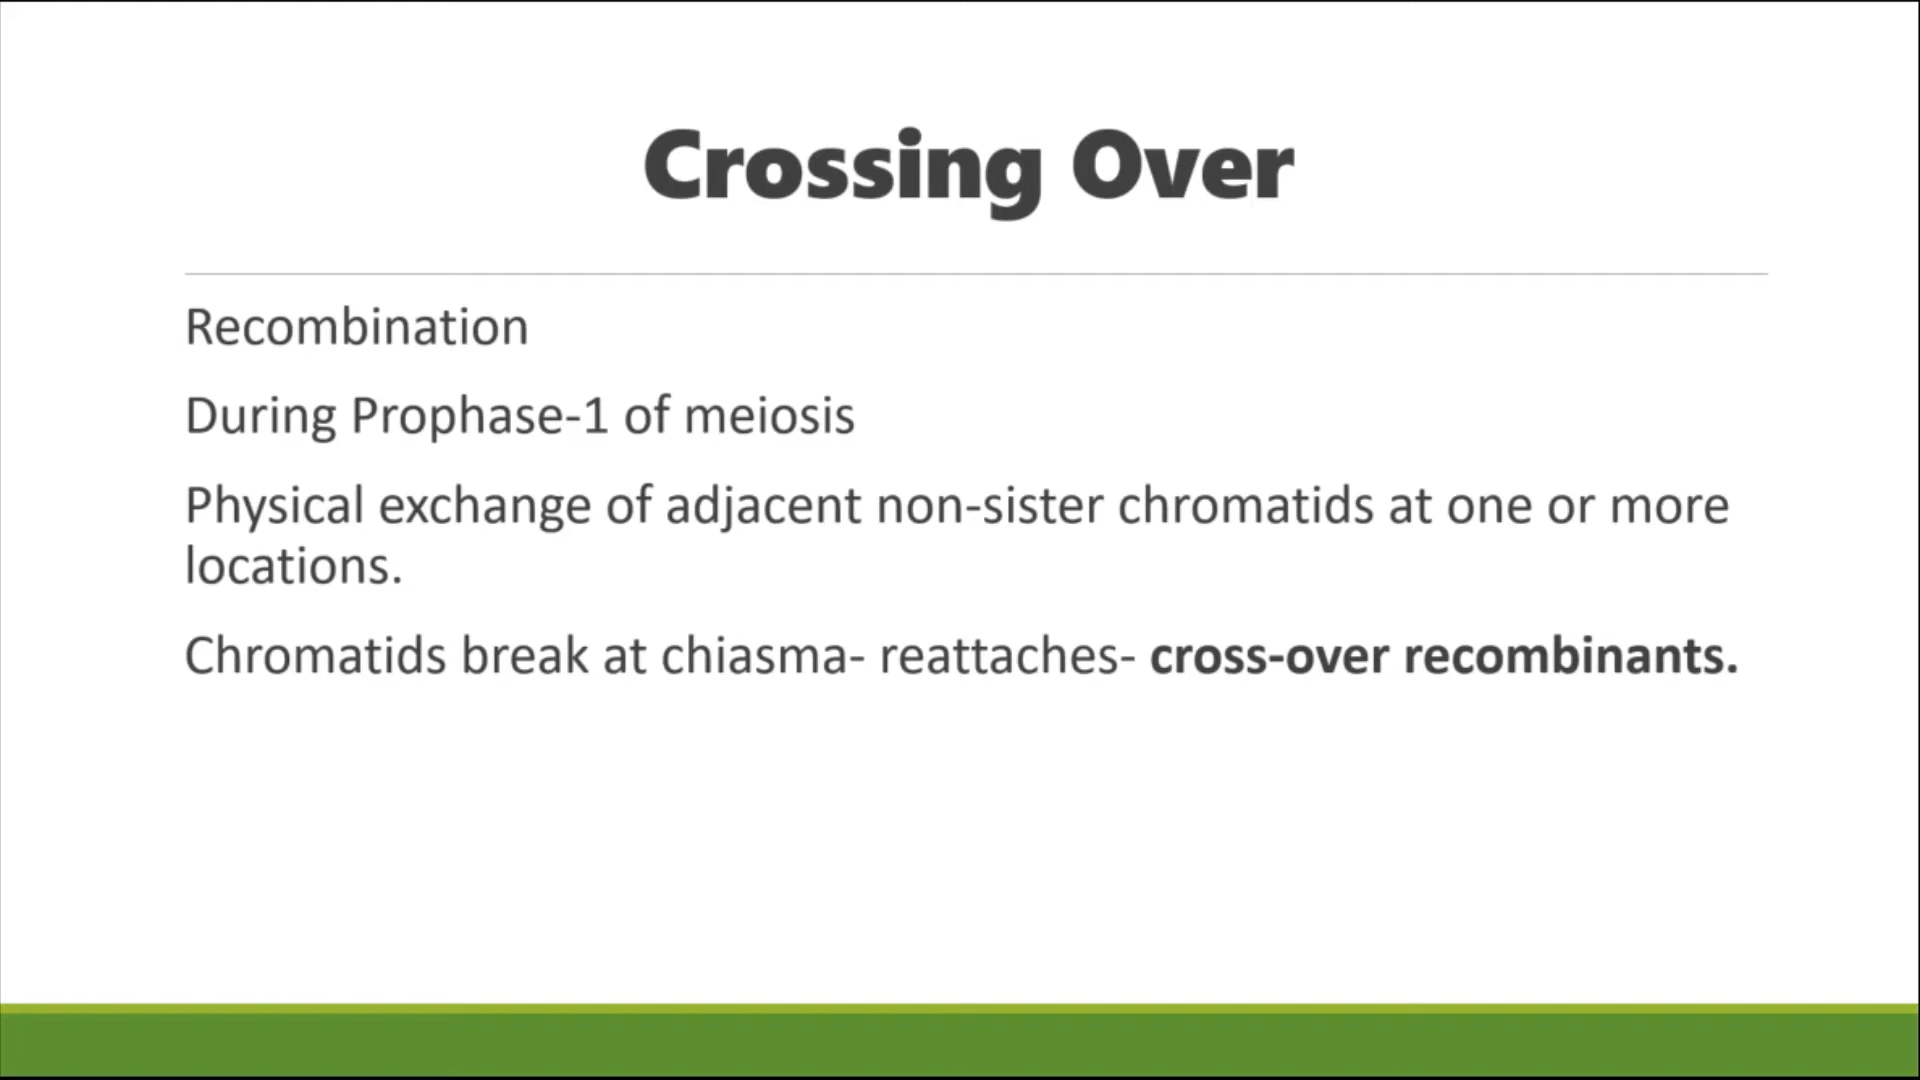 Crossing Over
Recombination
During Prophase-1 of meiosis
Physical exchange of adjacent non-sister chromatids at one or more
locations.
Chromatids break at chiasma- reattaches- cross-over recombinants.